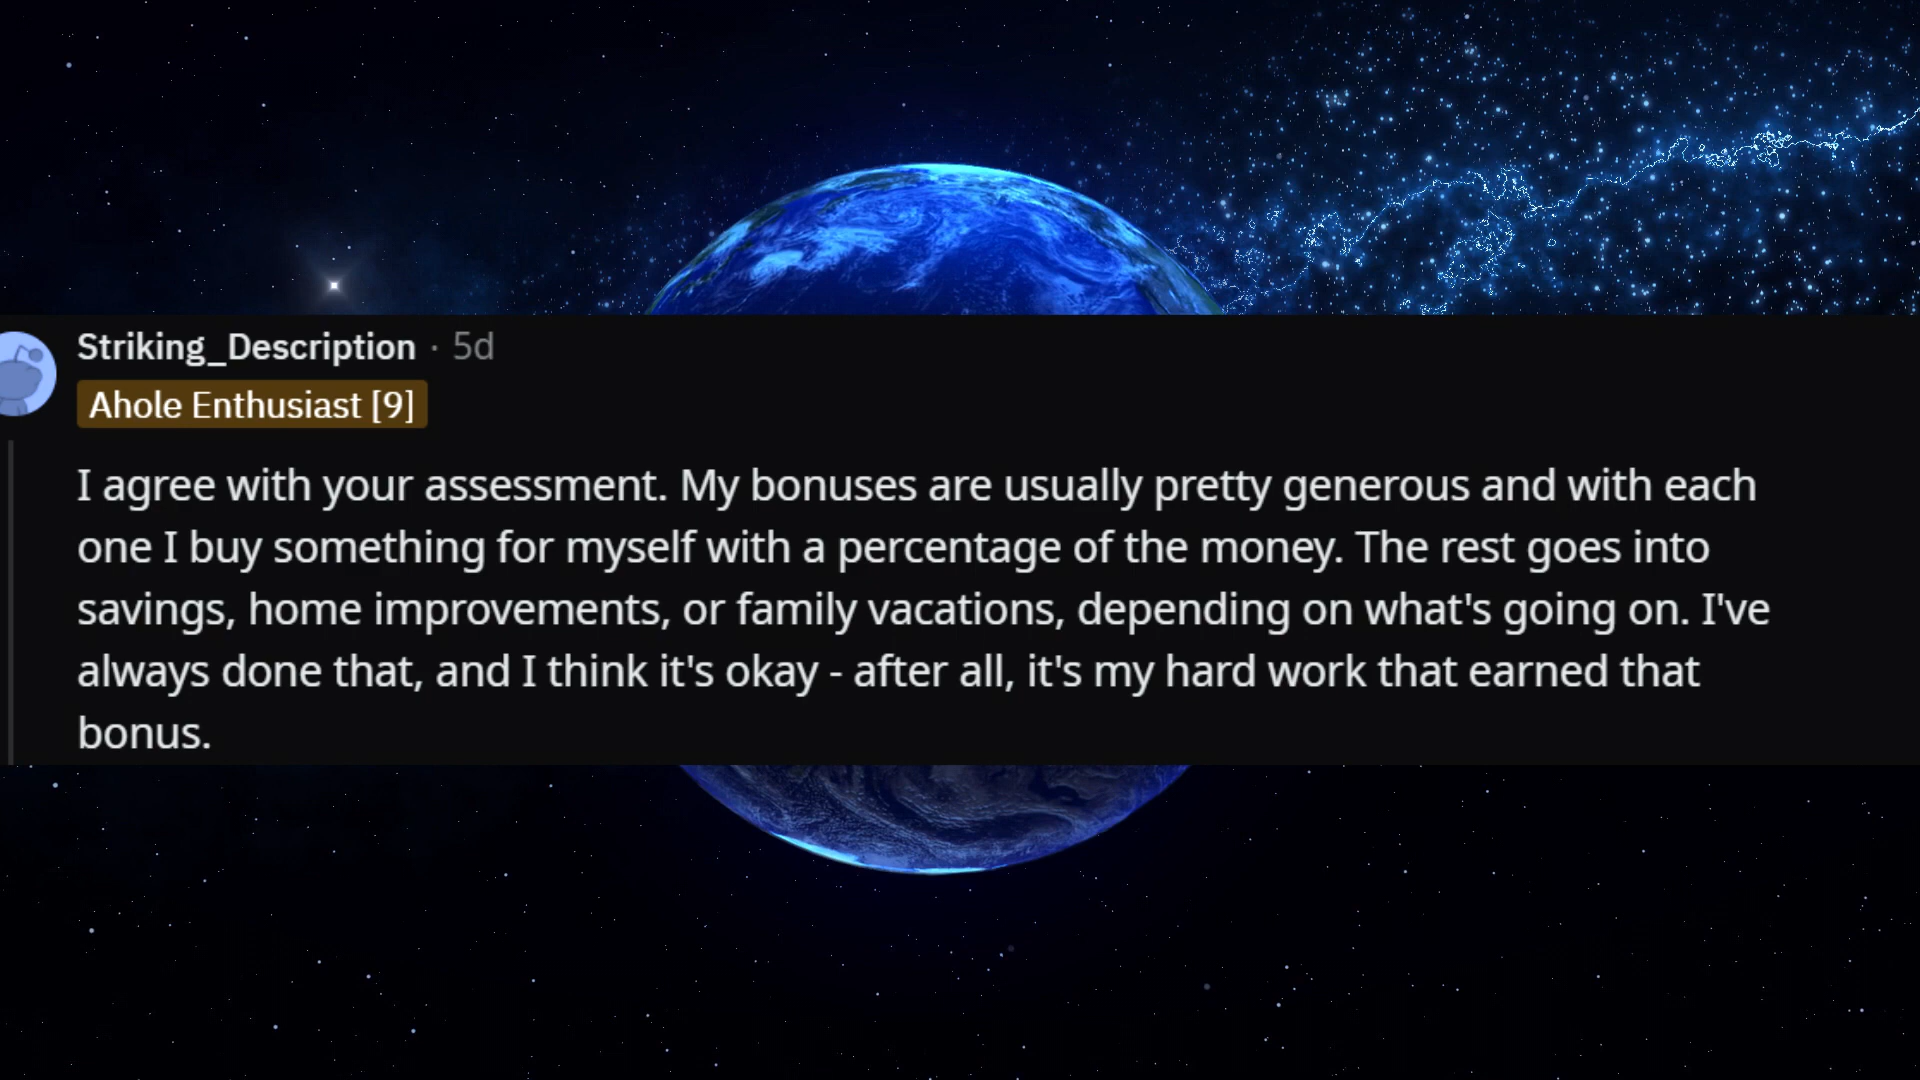 Striking_Description · 5d
Ahole Enthusiast [9]
I agree with your assessment. My bonuses are usually pretty generous and with each
one I buy something for myself with a percentage of the money. The rest goes into
savings, home improvements, or family vacations, depending on what's going on. I've
always done that, and I think it's okay - after all, it's my hard work that earned that
bonus.